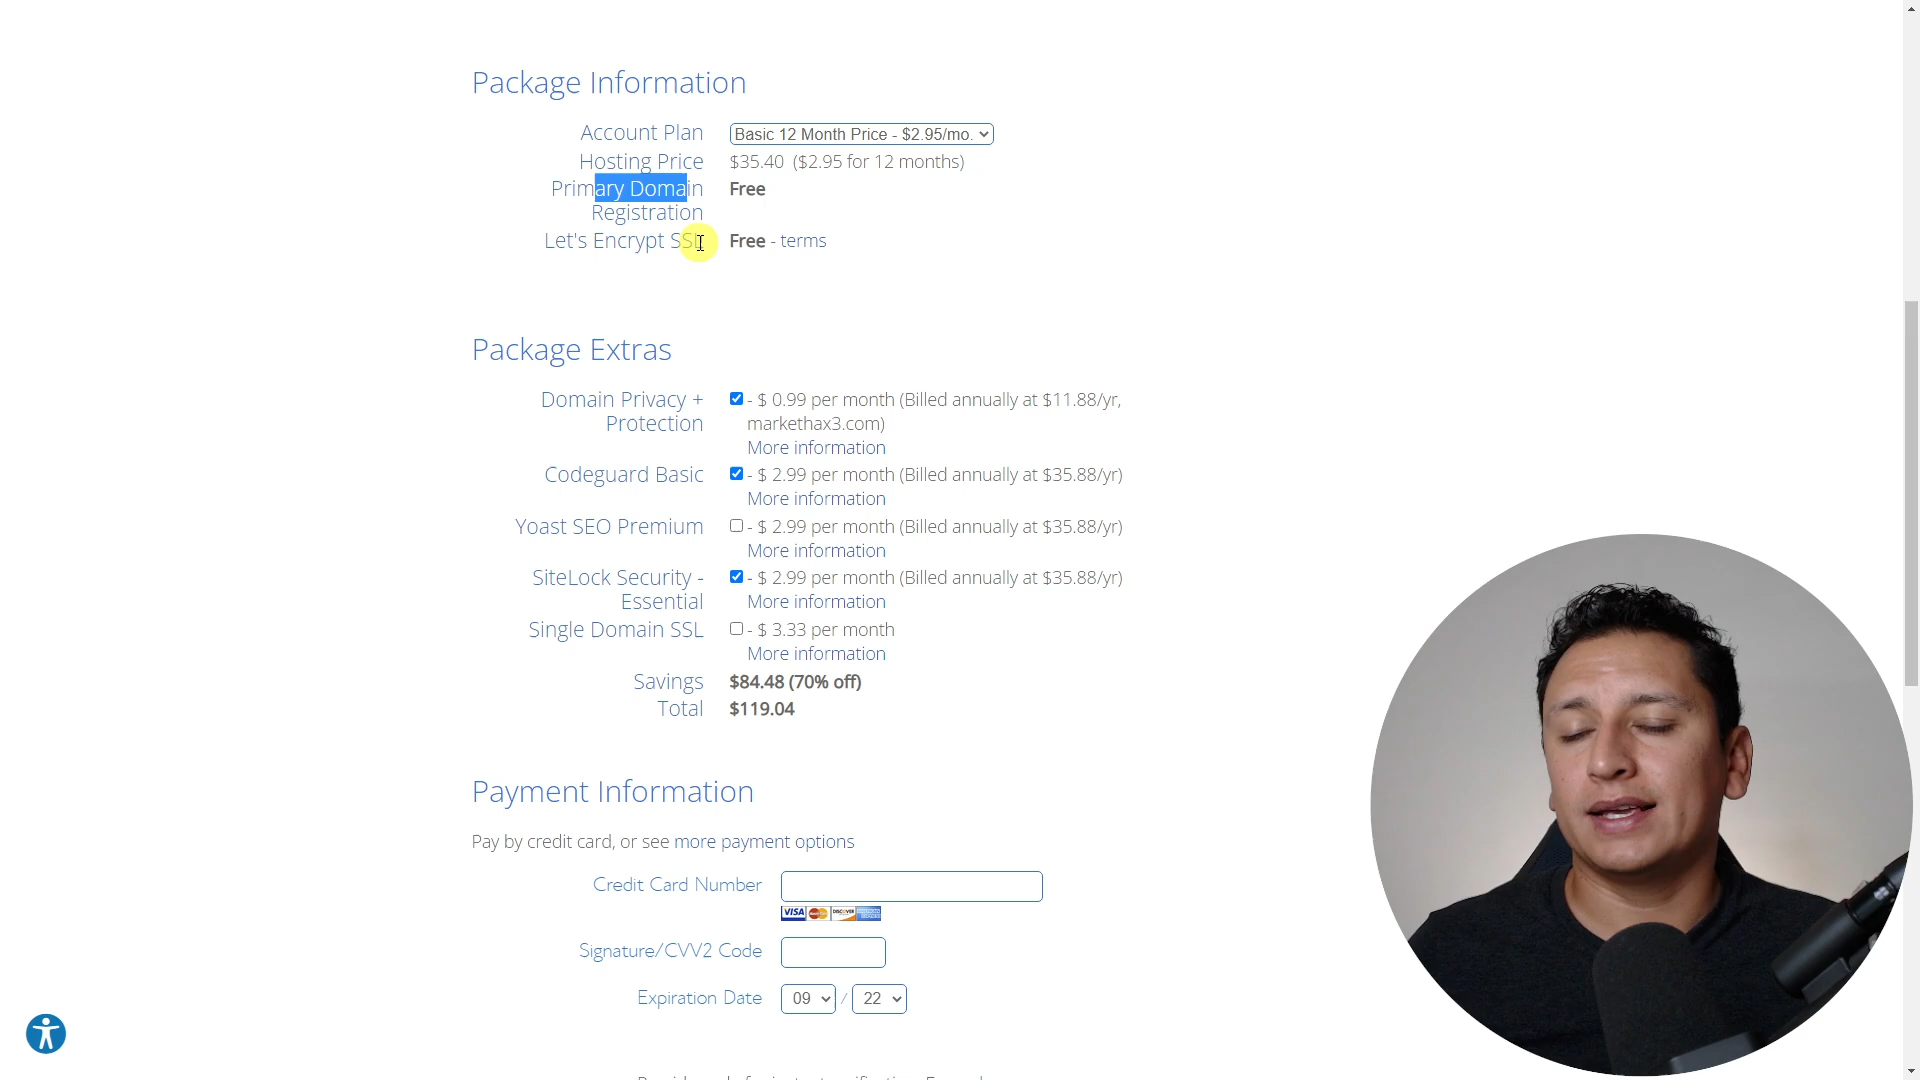 Package Information
Account Plan Basic 12 Month Price - $2.95/mo.
Hosting Price $35.40 ($2.95 for 12 months)
Primary Domain Free
Registration
Let's Encrypt SSL Free - terms
Package Extras
Domain Privacy + - $ 0.99 per month (Billed annually at $11.88/yr,
Protection markethax3.com)
More information
Codeguard Basic - $ 2.99 per month (Billed annually at $35.88/yr)
More information
Yoast SEO Premium - $ 2.99 per month (Billed annually at $35.88/yr)
More information
SiteLock Security - - $ 2.99 per month (Billed annually at $35.88/yr)
Essential More information
Single Domain SSL - $ 3.33 per month
More information
Savings $84.48 (70% off)
Total $119.04
Payment Information
Pay by credit card, or see more payment options
Credit Card Number
VISA MasterCard DISCOVER
Signature/CVV2 Code
Expiration Date 09 / 22